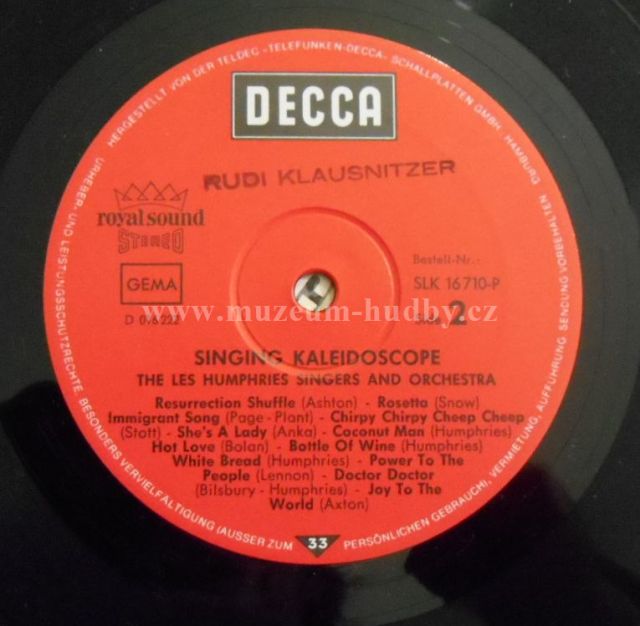 HERGESTELLT VON DER TELDEC »TELEFUNKEN-DECCA« SCHALLPLATTEN GMBH · HAMBURG
DECCA
RUDI KLAUSNITZER
royal sound
STEREO
GEMA
D 
Bestell-Nr.:
SLK 16 710-P
www.muzeum-hudby.cz
2
SINGING KALEIDOSCOPE
THE LES HUMPHRIES SINGERS AND ORCHESTRA
Resurrection Shuffle (Ashton) - Rosetta (Snow)
Immigrant Song (Page - Plant) - Chirpy Chirpy Cheep Cheep
(Stott) - She's A Lady (Anka) - Coconut Man (Humphries)
Hot Love (Bolan) - Bottle Of Wine (Humphries)
White Bread (Humphries) - Power To The
People (Lennon) - Doctor Doctor
(Bilsbury - Humphries) - Joy To The
World (Axton)
33
URHEBER- UND LEISTUNGSSCHUTZRECHTE, BESONDERS VERVIELFÄLTIGUNG (AUSSER ZUM PERSÖNLICHEN GEBRAUCH), VERMIETUNG, AUFFÜHRUNG, SENDUNG VORBEHALTEN